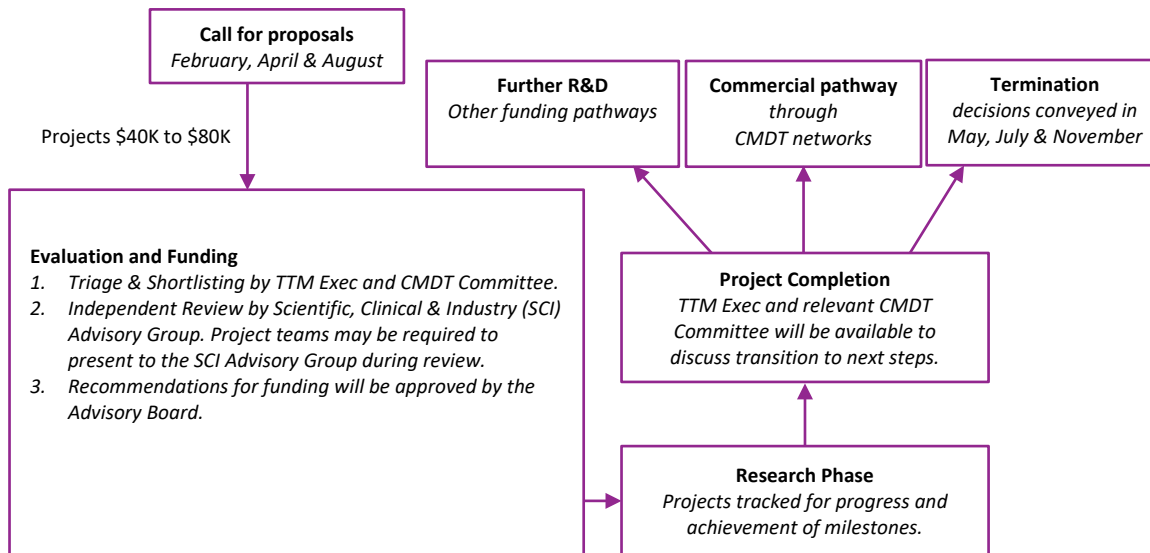 Call for proposals
February, April & August
Projects $40K to $80K
Evaluation and Funding
1. Triage & Shortlisting by TTM Exec and CMDT Committee.
2. Independent Review by Scientific, Clinical & Industry (SCI)
Advisory Group. Project teams may be required to
present to the SCI Advisory Group during review.
3. Recommendations for funding will be approved by the
Advisory Board.
Further R&D
Other funding pathways
Commercial pathway
through
CMDT networks
Termination
decisions conveyed in
May, July & November
Project Completion
TTM Exec and relevant CMDT
Committee will be available to
discuss transition to next steps.
Research Phase
Projects tracked for progress and
achievement of milestones.